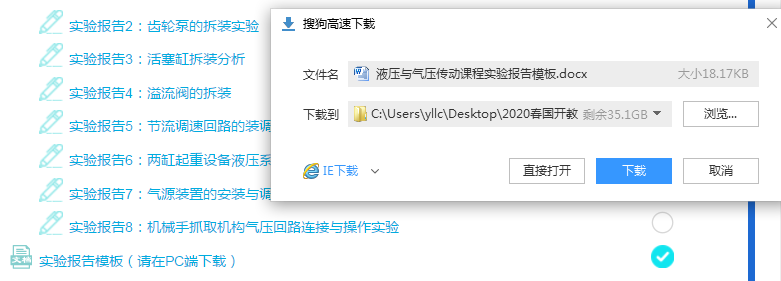 实验报告2：齿轮泵的拆装实验
实验报告3：活塞缸拆装分析
实验报告4：溢流阀的拆装
实验报告5：节流调速回路的装调
实验报告6：两缸起重设备液压系
实验报告7：气源装置的安装与调
实验报告8：机械手抓取机构气压回路连接与操作实验
文稿
实验报告模板（请在PC端下载）
搜狗高速下载
文件名 液压与气压传动课程实验报告模板.docx 大小18.17KB
下载到 C:\Users\yllc\Desktop\2020春国开教 剩余35.1GB 浏览...
IE下载 直接打开 下载 取消